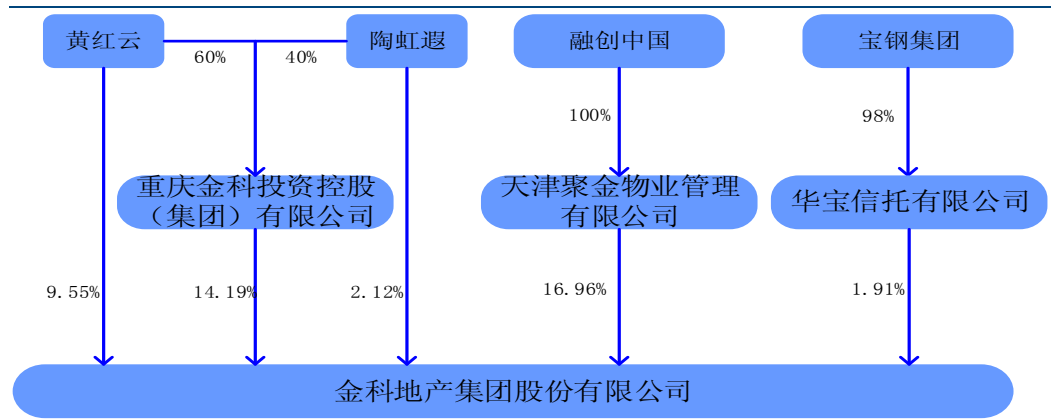 黄红云
陶虹遐
融创中国
宝钢集团
60%
40%
100%
98%
重庆金科投资控股
（集团）有限公司
天津聚金物业管理
有限公司
华宝信托有限公司
9.55%
14.19%
2.12%
16.96%
1.91%
金科地产集团股份有限公司